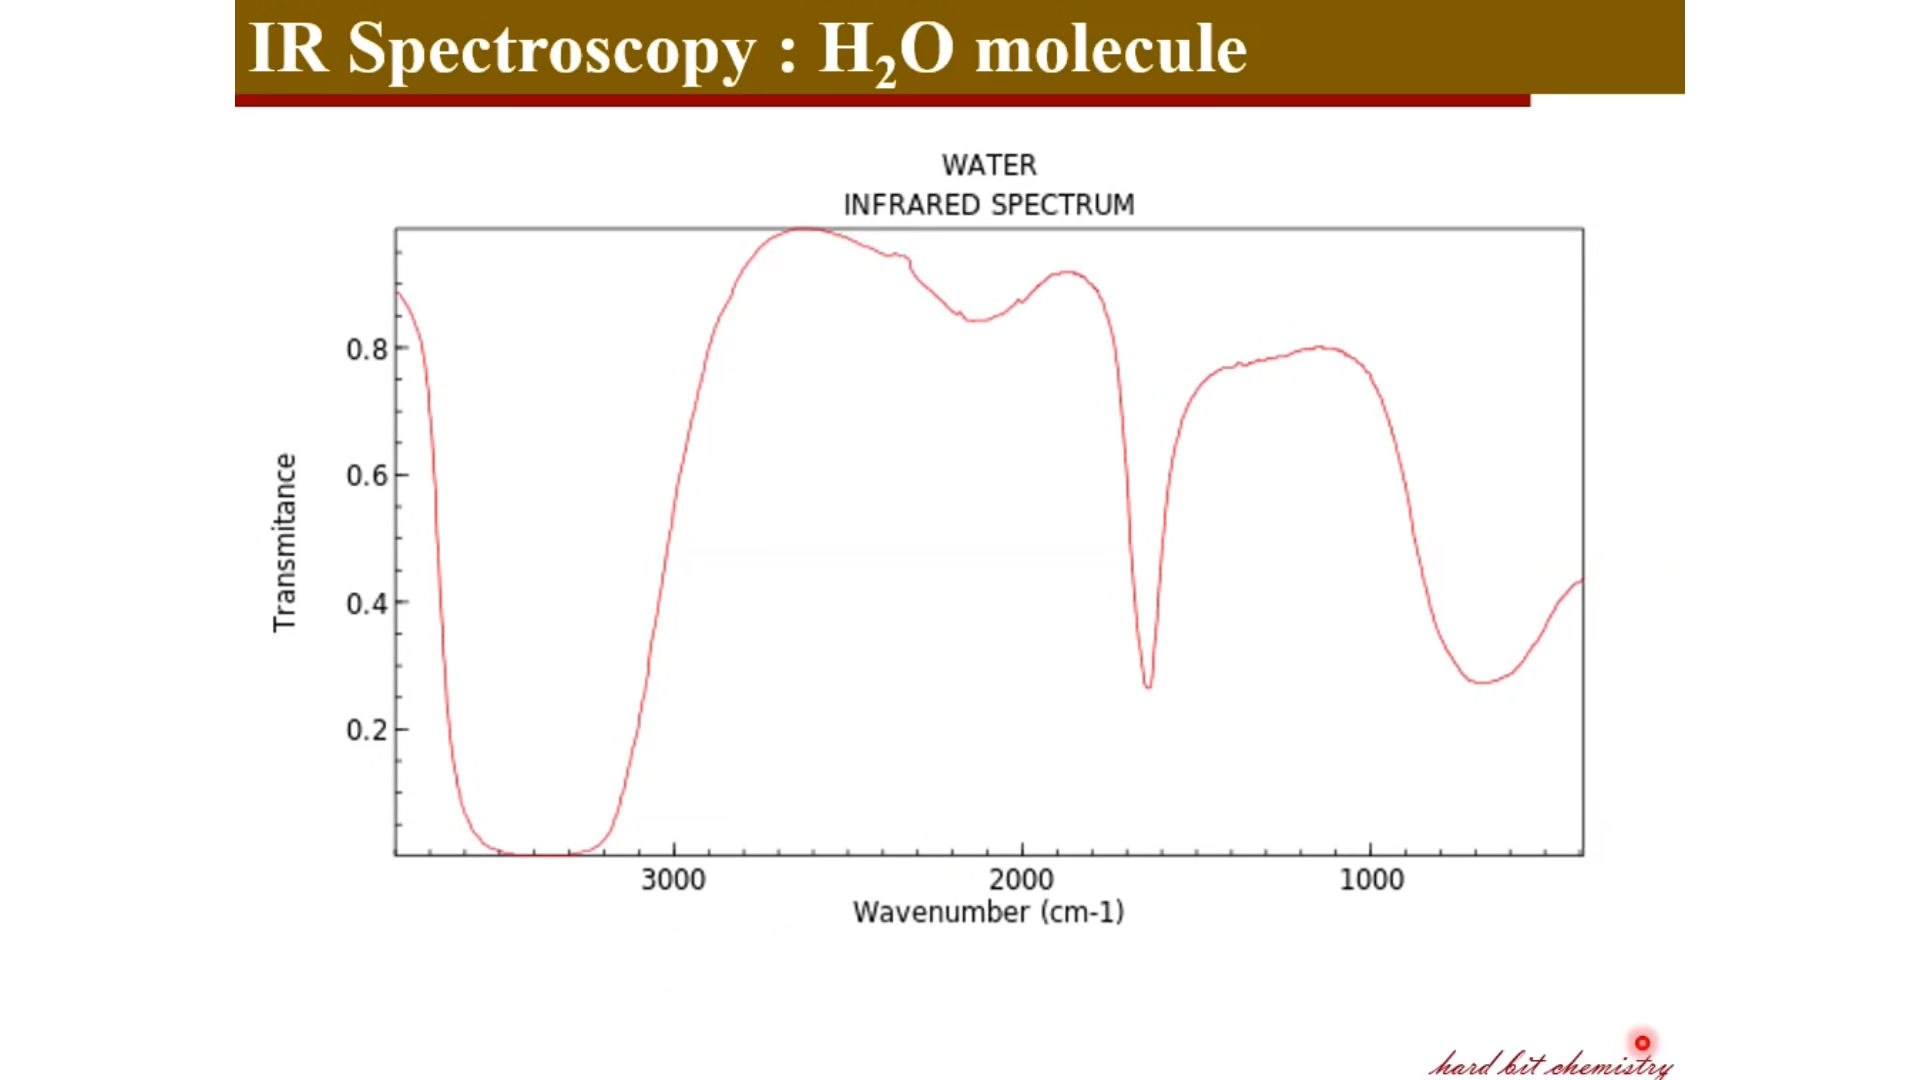 IR Spectroscopy : H₂O molecule
WATER
INFRARED SPECTRUM
0.8
0.6
0.4
0.2
Transmitance
3000 2000 1000
Wavenumber (cm-1)
hard bit chemistry